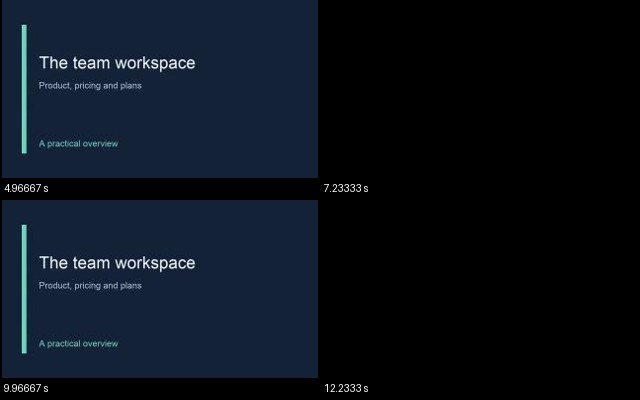 The team workspace
Product, pricing and plans
A practical overview
4.96667 s
7.23333 s
The team workspace
Product, pricing and plans
A practical overview
9.96667 s
12.2333 s